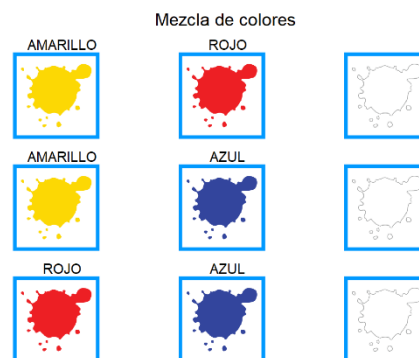 Mezcla de colores
AMARILLO ROJO
AMARILLO AZUL
ROJO AZUL